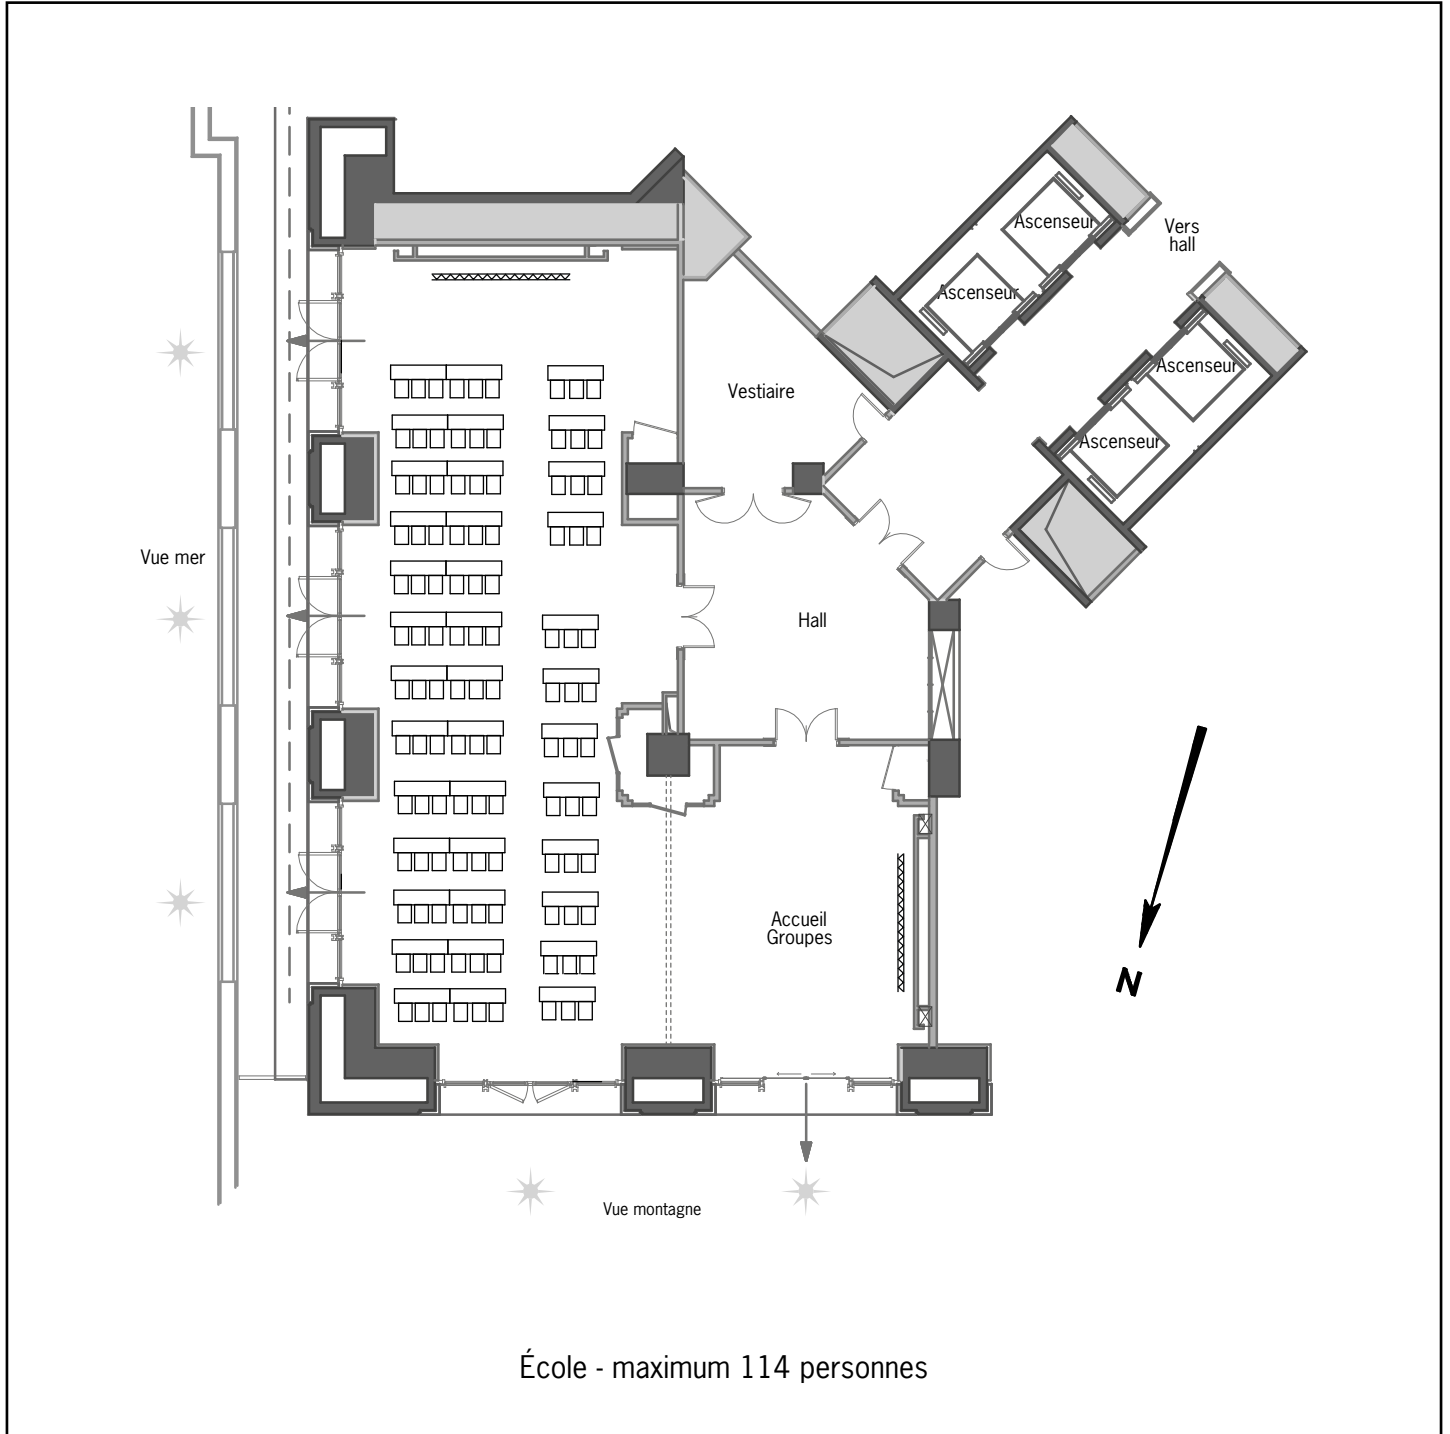 Ascenseur
Vers
hall
Ascenseur
Ascenseur
Vestiaire
Ascenseur
Vue mer
Hall
Accueil
Groupes
N
Vue montagne
École - maximum 114 personnes